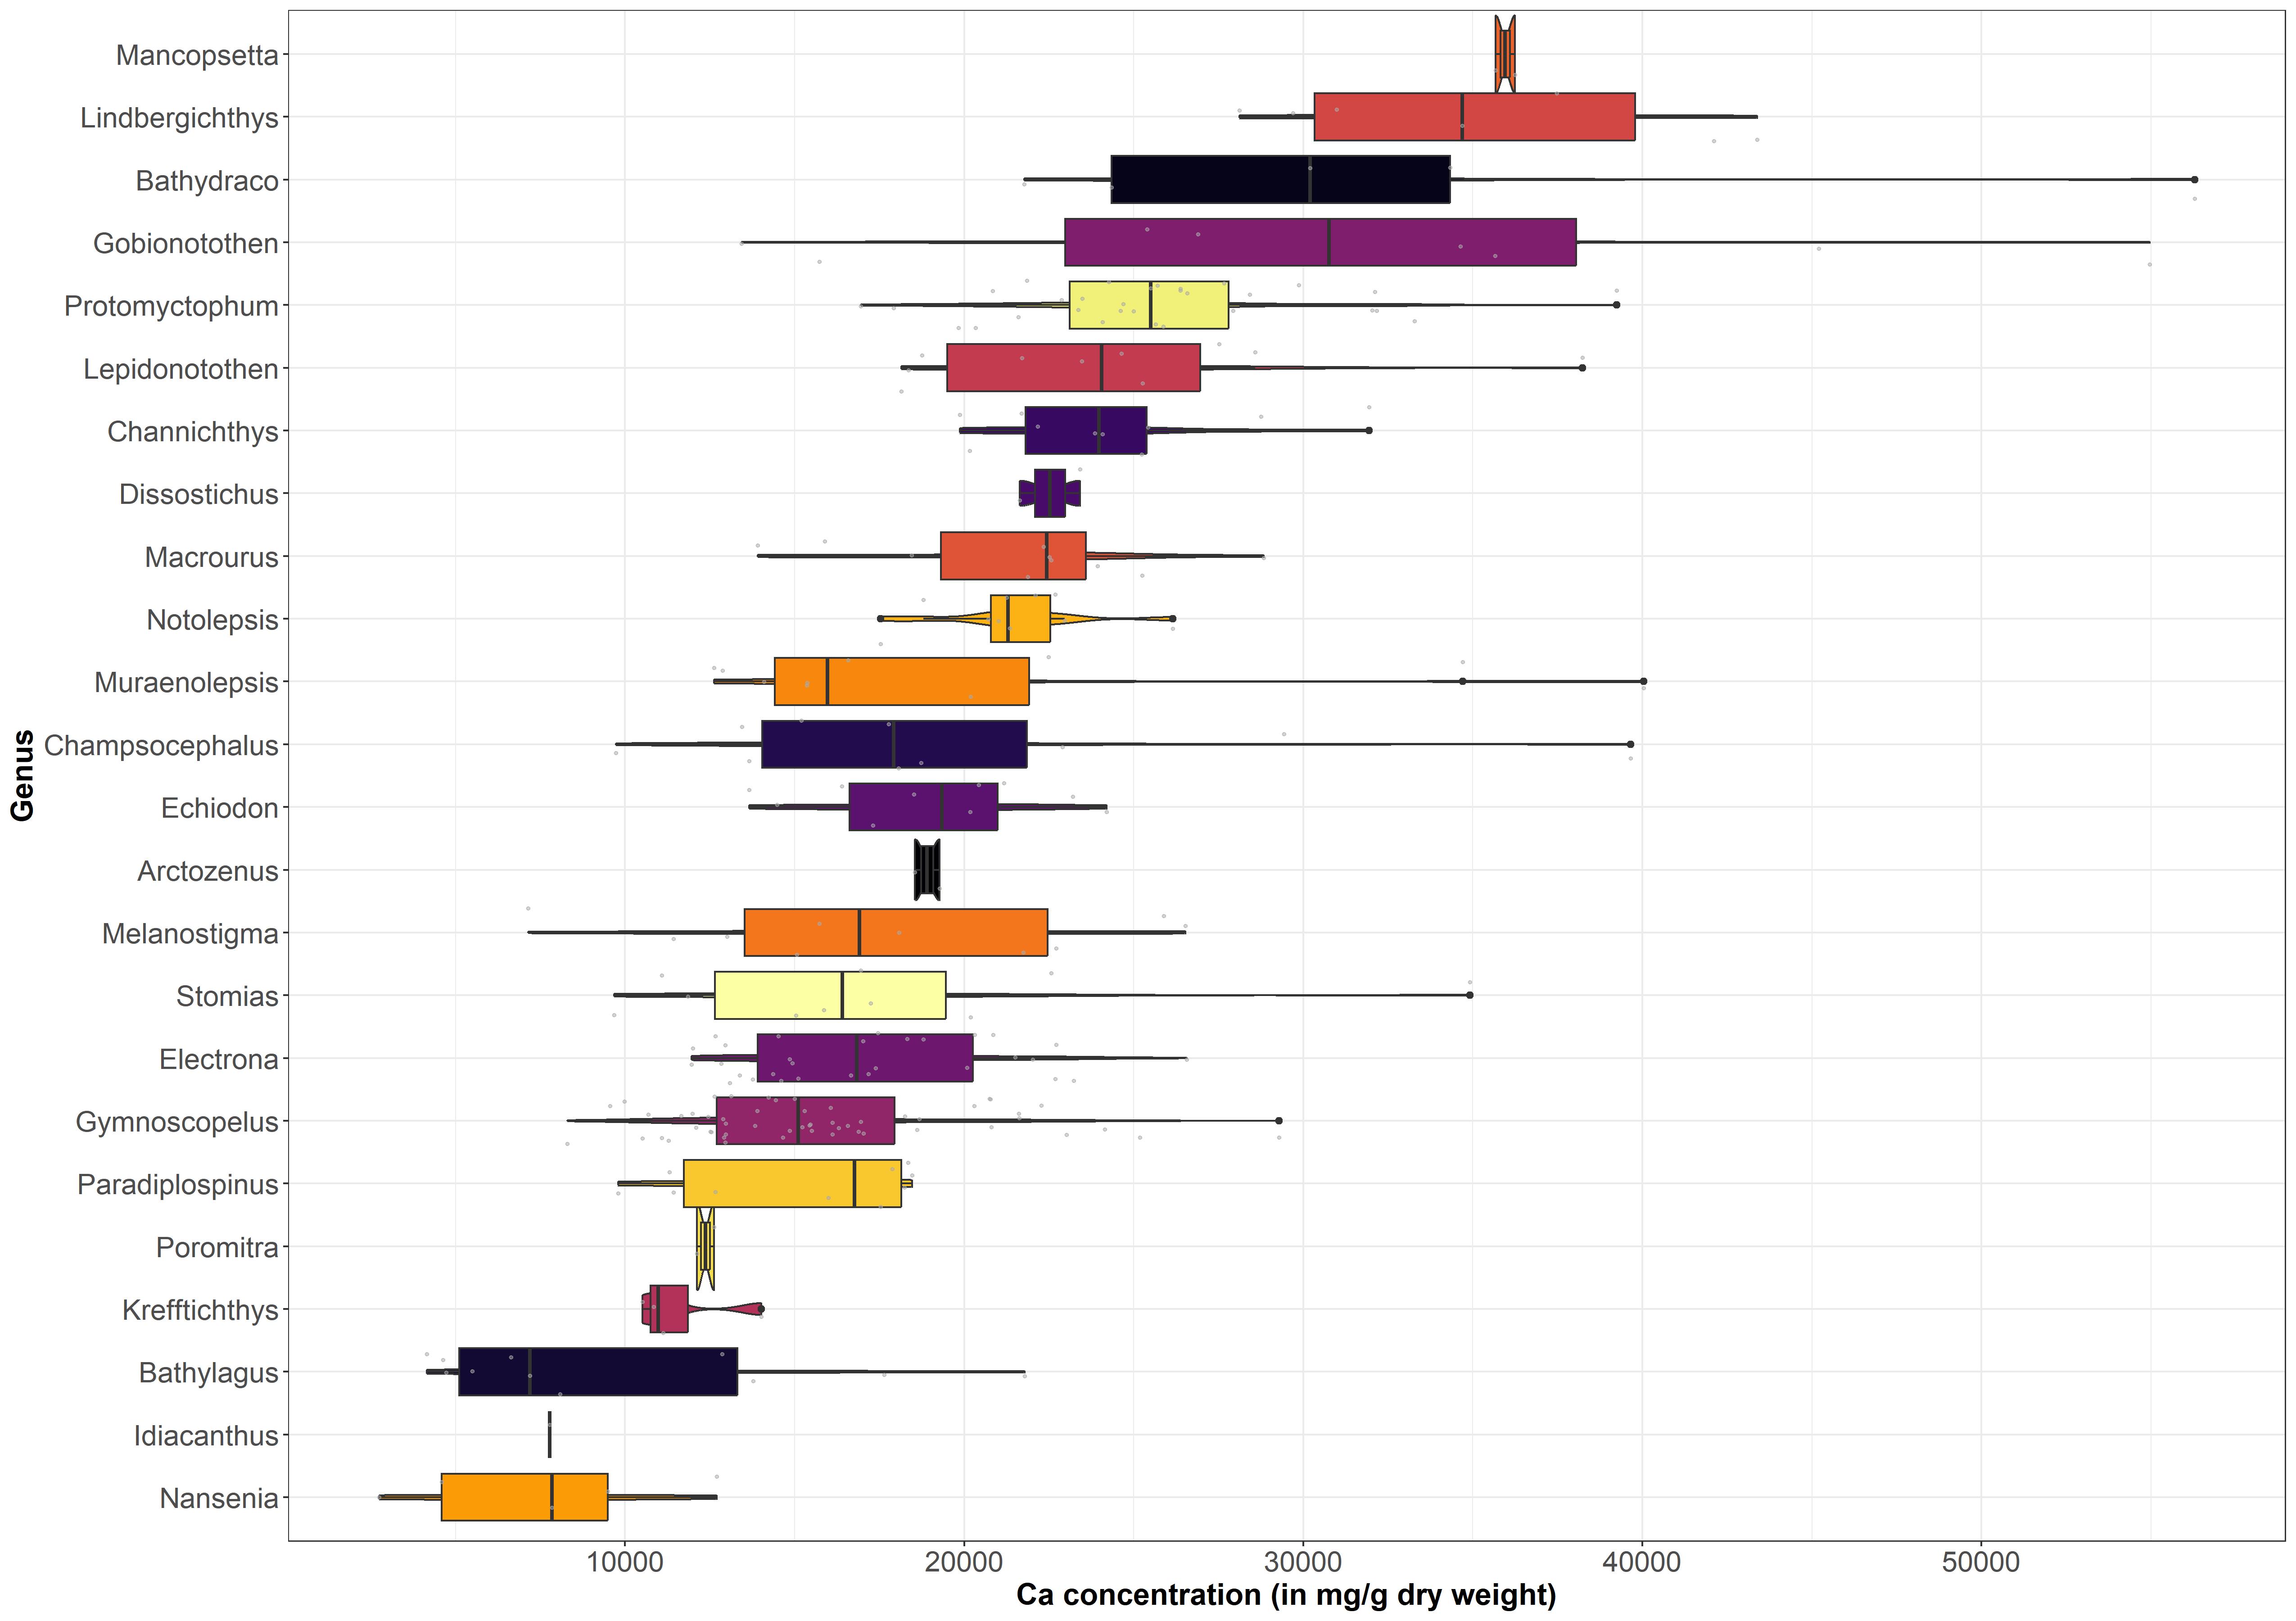 Mancopsetta
Lindbergichthys
Bathydraco
Gobionotothen
Protomyctophum
Lepidonotothen
Channichthys
Dissostichus
Macrourus
Notolepsis
Muraenolepsis
Champsocephalus
Echiodon
Arctozenus
Melanostigma
Stomias
Electrona
Gymnoscopelus
Paradiplospinus
Poromitra
Krefftichthys
Bathylagus
Idiacanthus
Nansenia
Genus
10000 20000 30000 40000 50000
Ca concentration (in mg/g dry weight)